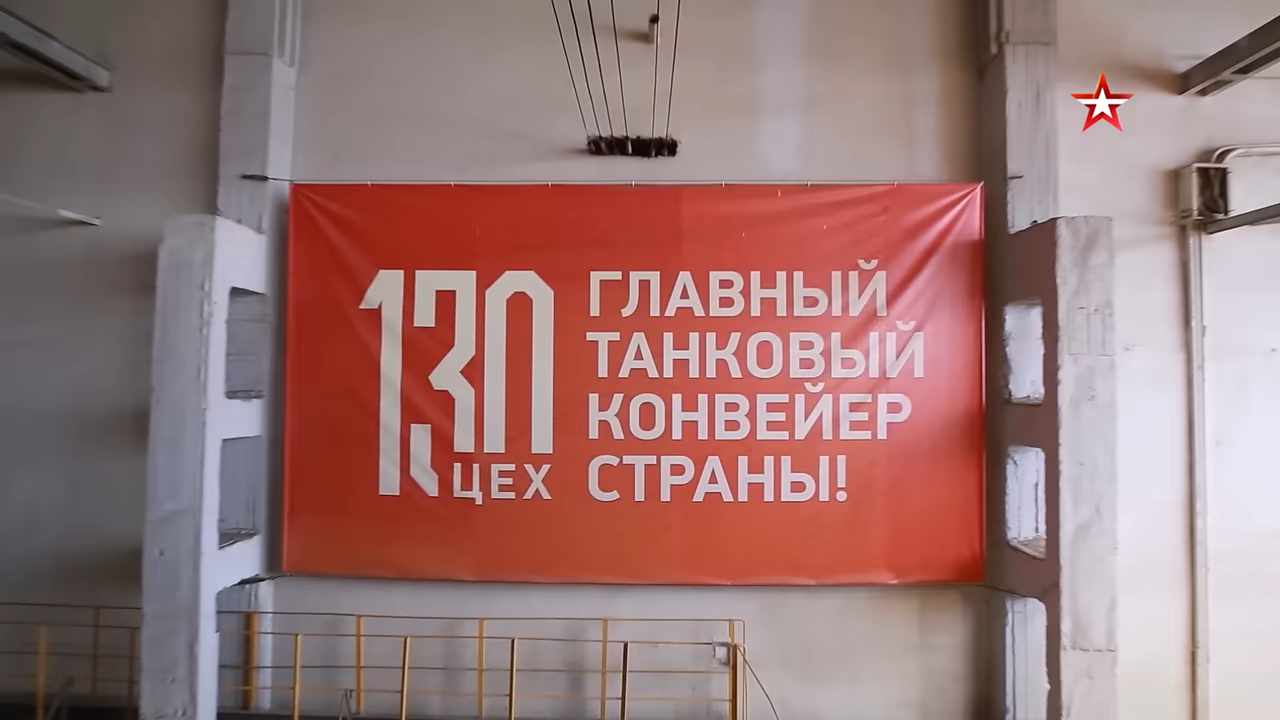 130
ЦЕХ
ГЛАВНЫЙ
ТАНКОВЫЙ
КОНВЕЙЕР
СТРАНЫ!